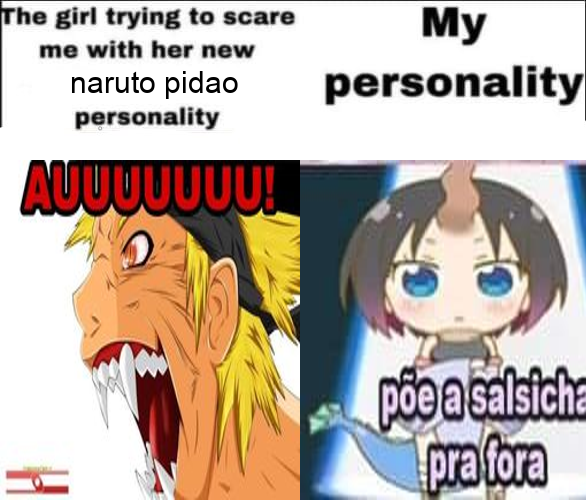 The girl trying to scare
me with her new
naruto pidao
personality
My
personality
AUUUUUUU!
põe a salsicha
pra fora